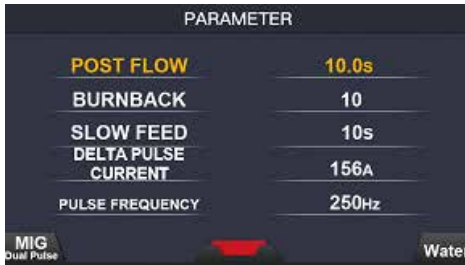 PARAMETER
POST FLOW 10.0s
BURNBACK 10
SLOW FEED 10s
DELTA PULSE
CURRENT 156A
PULSE FREQUENCY 250Hz
MIG
Dual Pulse
Water